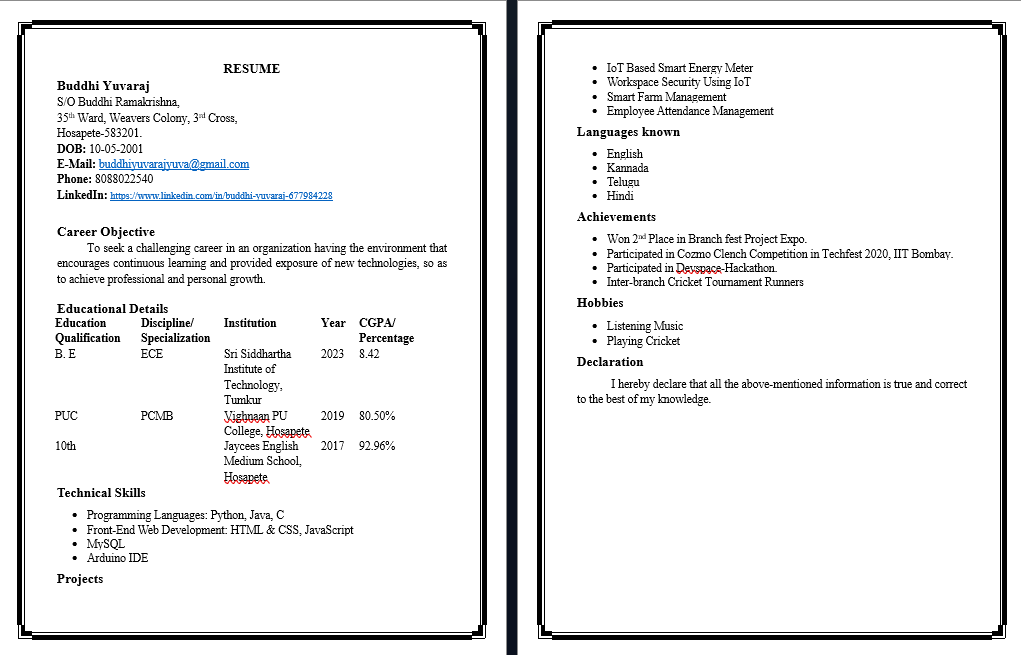 RESUME
Buddhi Yuvaraj
S/O Buddhi Ramakrishna,
35th Ward, Weavers Colony, 3rd Cross,
Hosapete-583201.
DOB: 10-05-2001
E-Mail: buddhiyuvarajyuva@gmail.com
Phone: 8088022540
LinkedIn: https://www.linkedin.com/in/buddhi-yuvaraj-677984228
Career Objective
To seek a challenging career in an organization having the environment that
encourages continuous learning and provided exposure of new technologies, so as
to achieve professional and personal growth.
Educational Details
Education Discipline/ Institution Year CGPA/
Qualification Specialization Percentage
B. E ECE Sri Siddhartha 2023 8.42
Institute of
Technology,
Tumkur
PUC PCMB Vighnaan PU 2019 80.50%
College, Hosapete
10th Jaycees English 2017 92.96%
Medium School,
Hosapete
Technical Skills
• Programming Languages: Python, Java, C
• Front-End Web Development: HTML & CSS, JavaScript
• MySQL
• Arduino IDE
Projects
• IoT Based Smart Energy Meter
• Workspace Security Using IoT
• Smart Farm Management
• Employee Attendance Management
Languages known
• English
• Kannada
• Telugu
• Hindi
Achievements
• Won 2nd Place in Branch fest Project Expo.
• Participated in Cozmo Clench Competition in Techfest 2020, IIT Bombay.
• Participated in Devspace-Hackathon.
• Inter-branch Cricket Tournament Runners
Hobbies
• Listening Music
• Playing Cricket
Declaration
I hereby declare that all the above-mentioned information is true and correct
to the best of my knowledge.